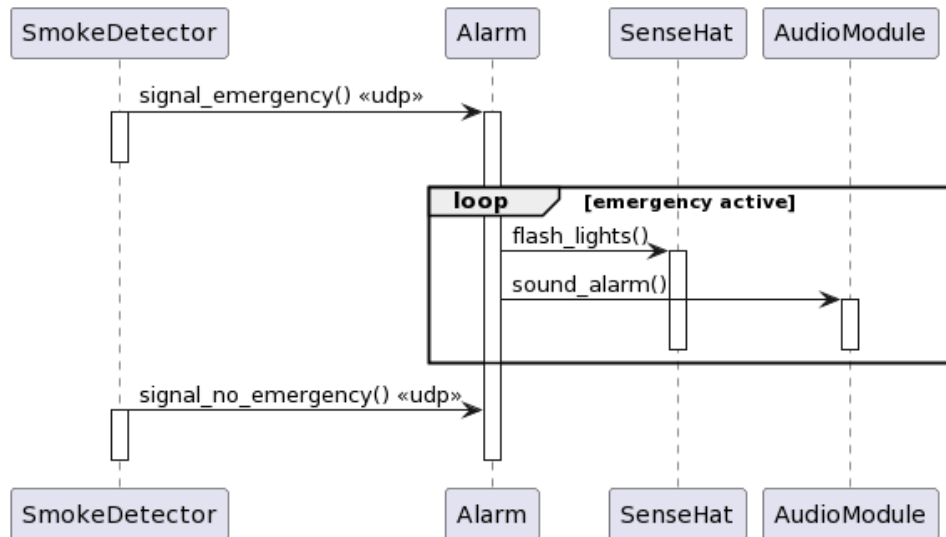 SmokeDetector Alarm SenseHat AudioModule
signal_emergency() «udp»
loop [emergency active]
flash_lights()
sound_alarm()
signal_no_emergency() «udp»
SmokeDetector Alarm SenseHat AudioModule